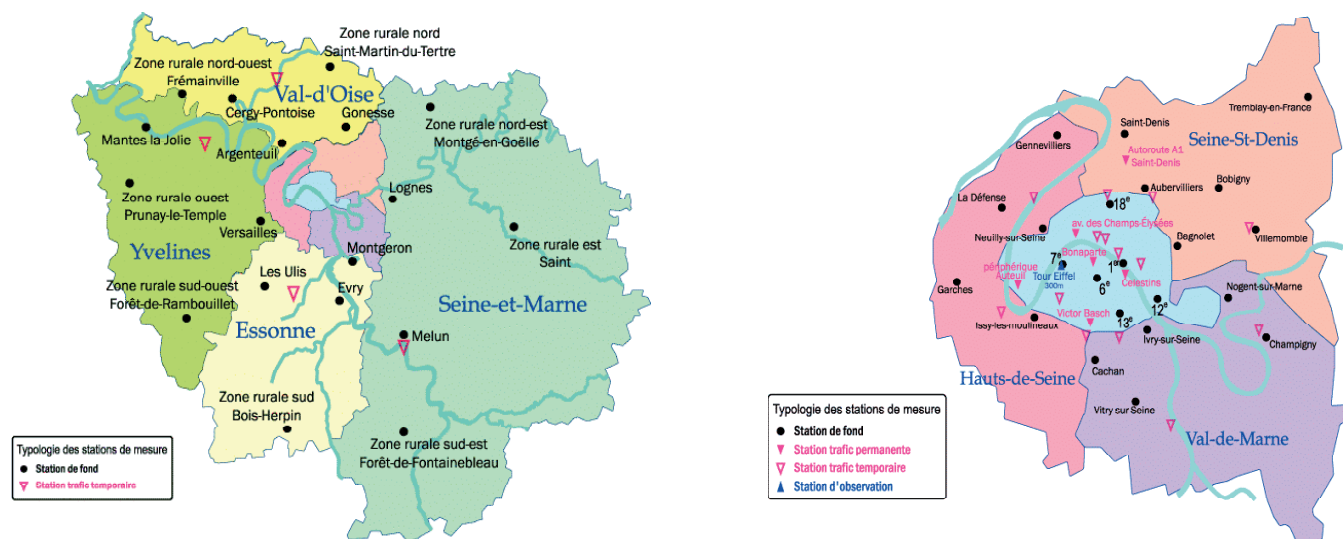 Zone rurale nord
Saint-Martin-du-Tertre
Zone rurale nord-ouest
Frémainville
Val-d'Oise
Cergy-Pontoise
Gonesse
Zone rurale nord-est
Montgé-en-Goëlle
Mantes la Jolie
Argenteuil
Zone rurale ouest
Prunay-le-Temple
Lognes
Versailles
Yvelines
Zone rurale est
Saint
Montgeron
Les Ulis
Zone rurale sud-ouest
Forêt-de-Rambouillet
Evry
Seine-et-Marne
Essonne
Melun
Zone rurale sud
Bois-Herpin
Zone rurale sud-est
Forêt-de-Fontainebleau
Typologie des stations de mesure
Station de fond
Station trafic temporaire
Tremblay-en-France
Saint-Denis
Seine-St-Denis
Gennevilliers
Autoroute A1
Saint-Denis
Aubervilliers
Bobigny
La Défense
18e
av. des Champs-Élysées
Neuilly-sur-Seine
Bagnolet
Villemomble
Bonaparte
7e
1er
périphérique
Auteuil
Tour Eiffel
300m
Célestins
6e
Garches
Nogent-sur-Marne
12e
Victor Basch
13e
Issy-les-Moulineaux
Ivry-sur-Seine
Champigny
Cachan
Hauts-de-Seine
Vitry sur Seine
Val-de-Marne
Typologie des stations de mesure
Station de fond
Station trafic permanente
Station trafic temporaire
Station d'observation